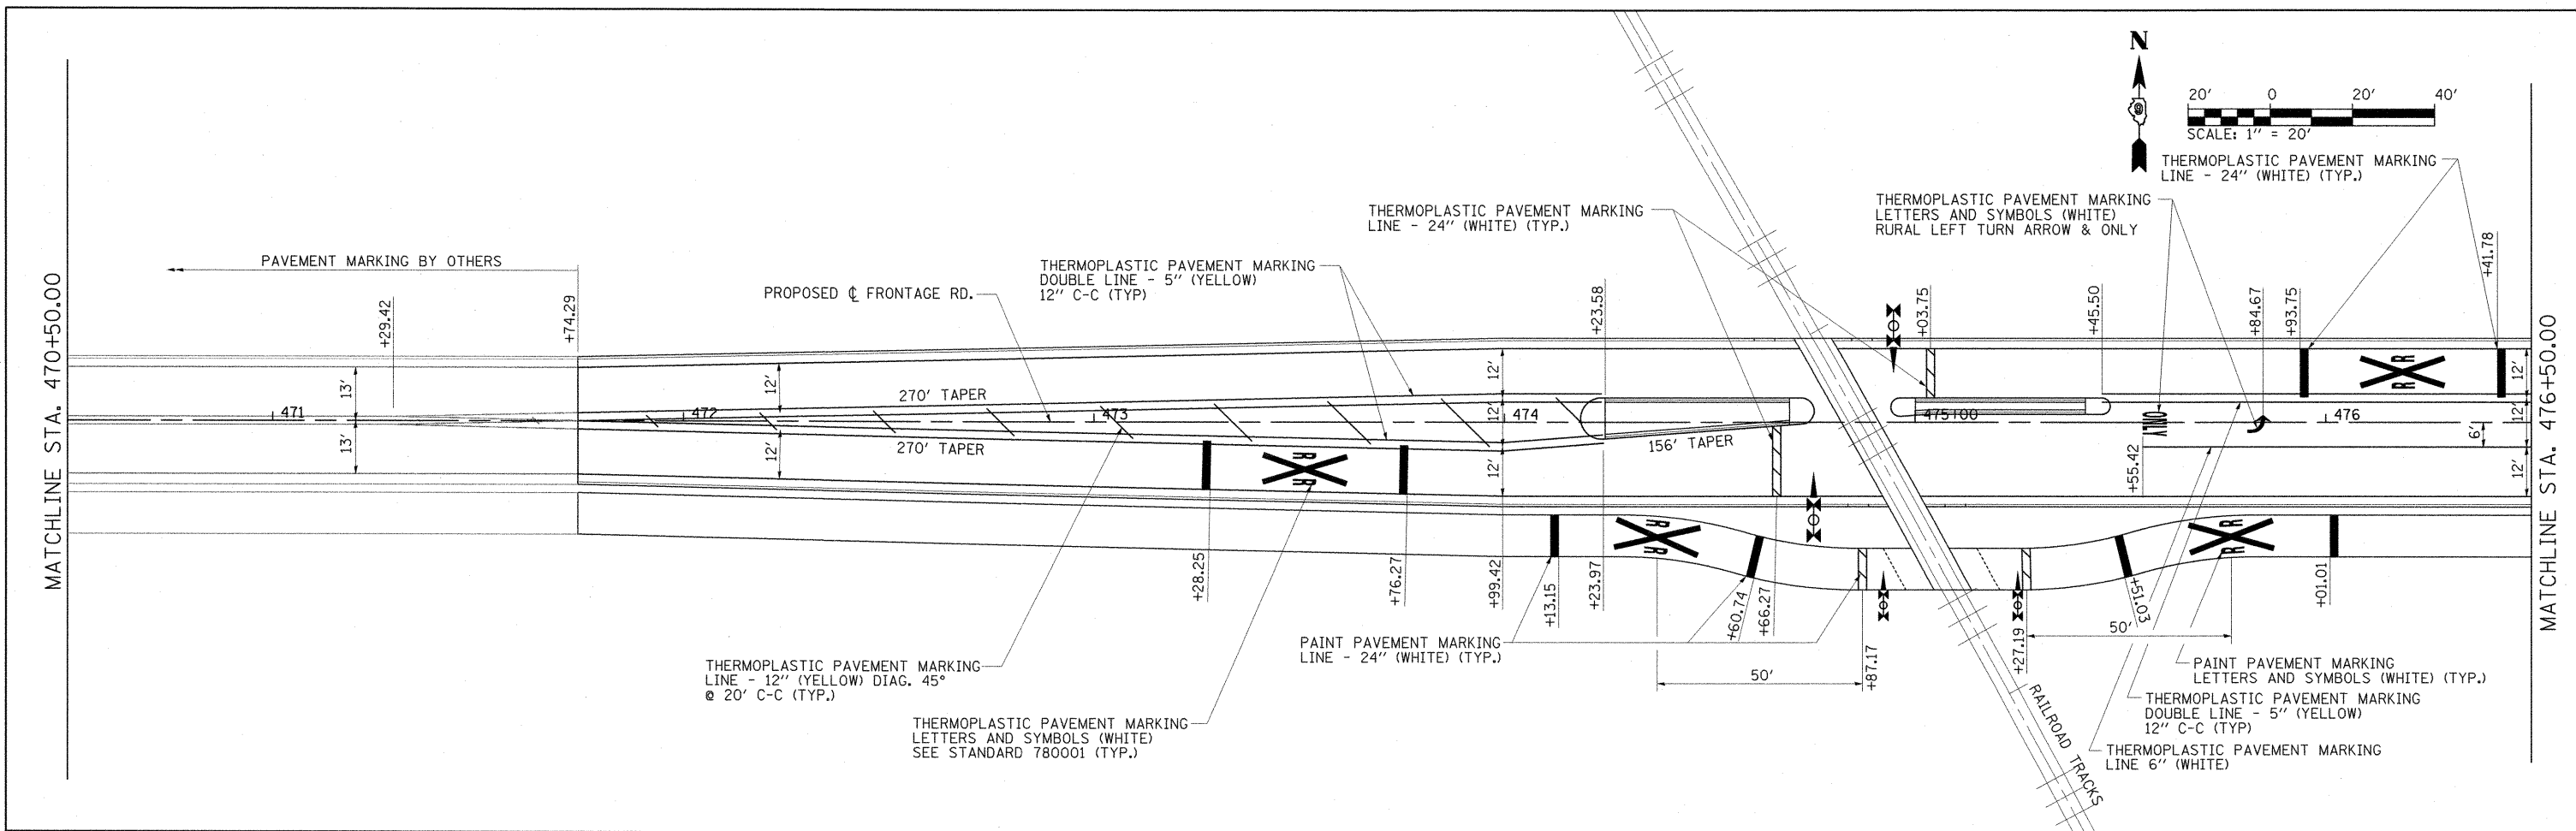 N
20' 0 20' 40'
SCALE: 1" = 20'
THERMOPLASTIC PAVEMENT MARKING
LINE - 24" (WHITE) (TYP.)
THERMOPLASTIC PAVEMENT MARKING
LETTERS AND SYMBOLS (WHITE)
RURAL LEFT TURN ARROW & ONLY
THERMOPLASTIC PAVEMENT MARKING
LINE - 24" (WHITE) (TYP.)
PAVEMENT MARKING BY OTHERS
THERMOPLASTIC PAVEMENT MARKING
DOUBLE LINE - 5" (YELLOW)
12" C-C (TYP)
PROPOSED ℄ FRONTAGE RD.
MATCHLINE STA. 470+50.00
+29.42
+74.29
+23.58
+03.75
+45.50
+84.67
+93.75
+41.78
MATCHLINE STA. 476+50.00
13'
13'
12'
12'
12'
12'
12'
12'
12'
12'
6'
270' TAPER
270' TAPER
156' TAPER
471
472
473
474
475+00
476
ONLY
R R
R R
R R
R R
+28.25
+76.27
+99.42
+13.15
+23.97
+60.74
+66.27
+87.17
+27.19
+51.03
+55.42
+01.01
50'
50'
PAINT PAVEMENT MARKING
LINE - 24" (WHITE) (TYP.)
THERMOPLASTIC PAVEMENT MARKING
LINE - 12" (YELLOW) DIAG. 45°
@ 20' C-C (TYP.)
THERMOPLASTIC PAVEMENT MARKING
LETTERS AND SYMBOLS (WHITE)
SEE STANDARD 780001 (TYP.)
RAILROAD TRACKS
PAINT PAVEMENT MARKING
LETTERS AND SYMBOLS (WHITE) (TYP.)
THERMOPLASTIC PAVEMENT MARKING
DOUBLE LINE - 5" (YELLOW)
12" C-C (TYP)
THERMOPLASTIC PAVEMENT MARKING
LINE 6" (WHITE)